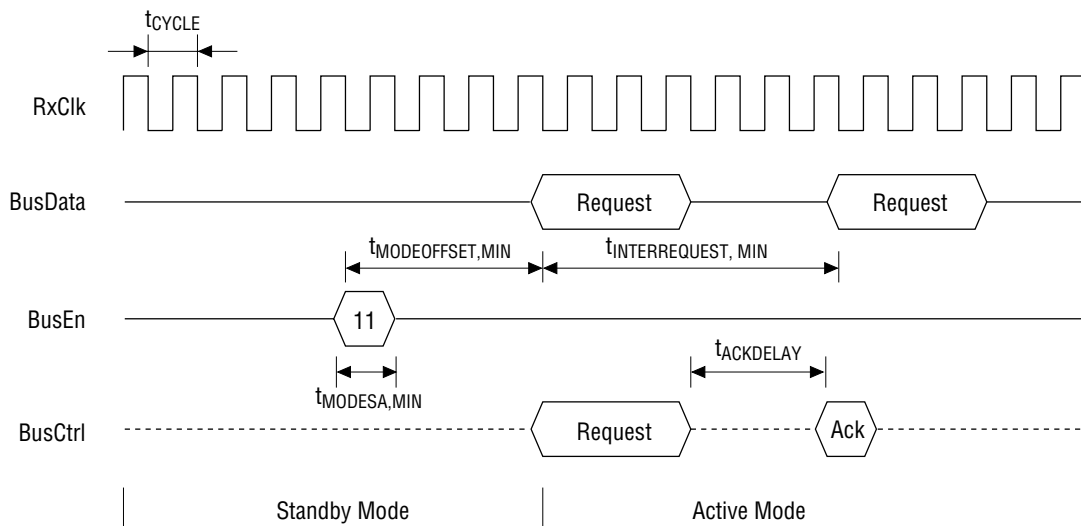 tCYCLE
RxClk
BusData Request Request
tMODEOFFSET,MIN tINTERREQUEST, MIN
BusEn 11
tACKDELAY
tMODESA,MIN
BusCtrl Request Ack
Standby Mode Active Mode